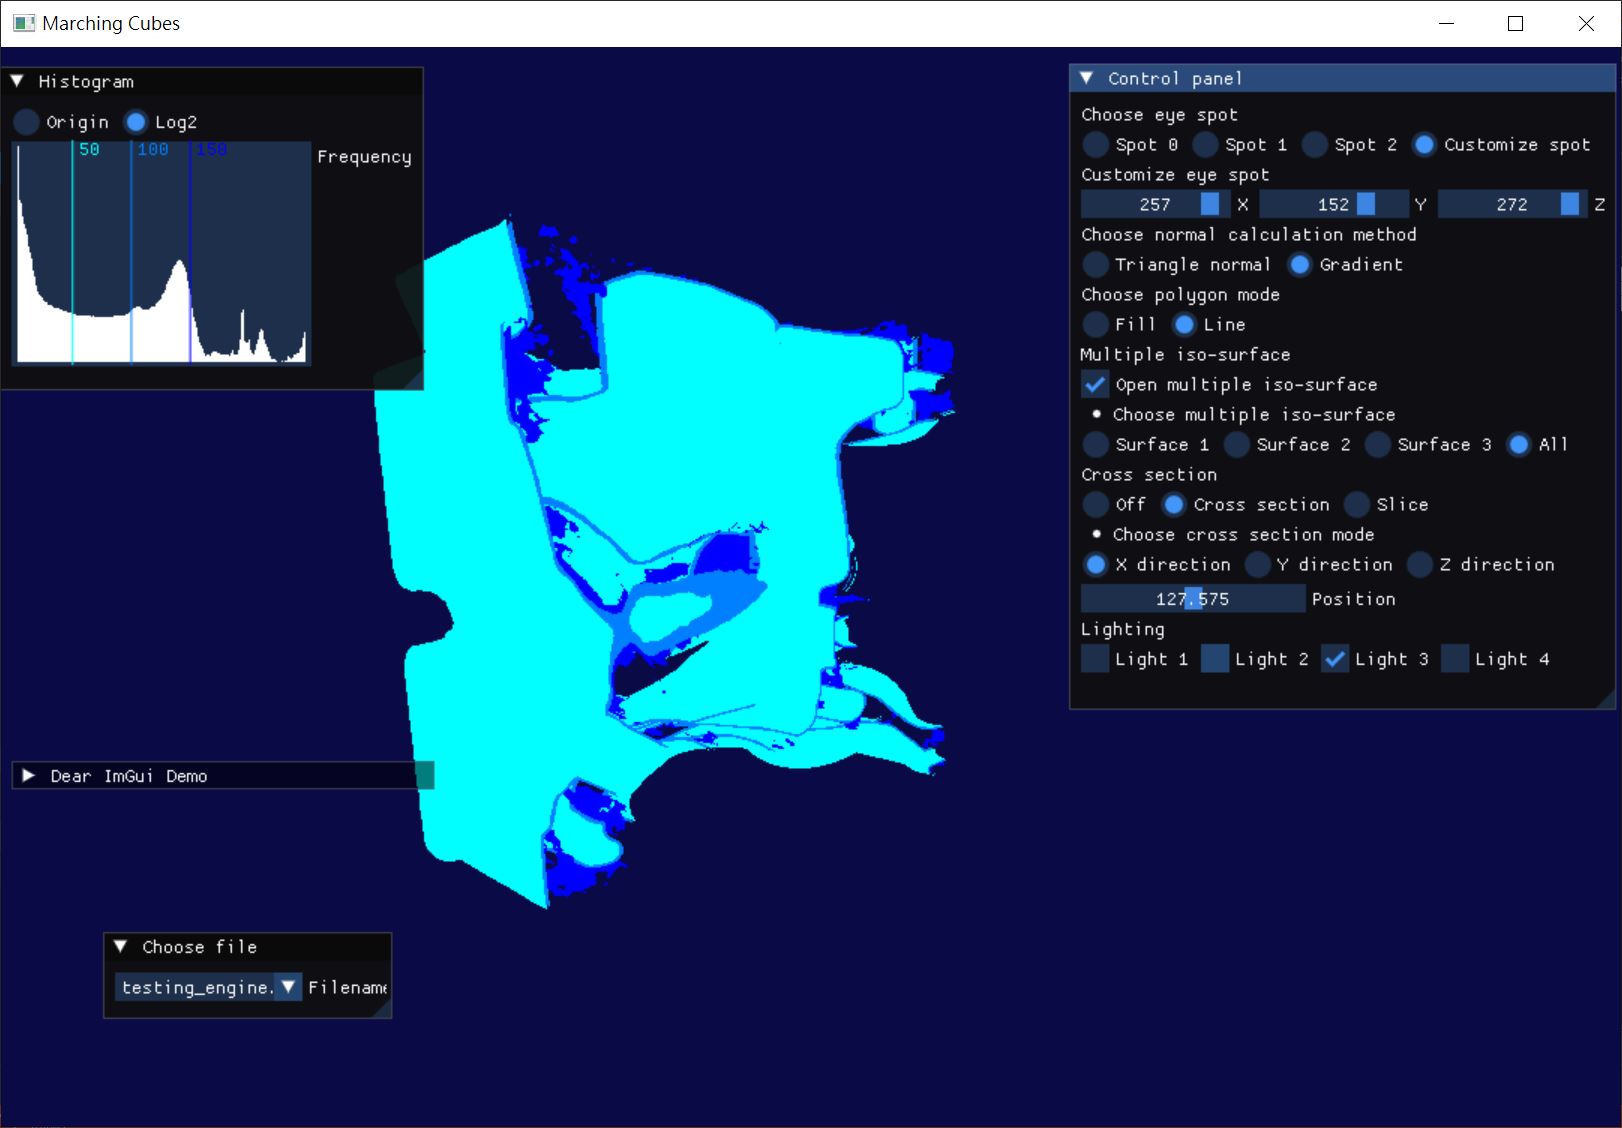 Marching Cubes
Histogram
Origin Log2
50 100 150
Frequency
Control panel
Choose eye spot
Spot 0 Spot 1 Spot 2 Customize spot
Customize eye spot
257 X 152 Y 272 Z
Choose normal calculation method
Triangle normal Gradient
Choose polygon mode
Fill Line
Multiple iso-surface
Open multiple iso-surface
Choose multiple iso-surface
Surface 1 Surface 2 Surface 3 All
Cross section
Off Cross section Slice
Choose cross section mode
X direction Y direction Z direction
127.575 Position
Lighting
Light 1 Light 2 Light 3 Light 4
Dear ImGui Demo
Choose file
testing_engine. Filename